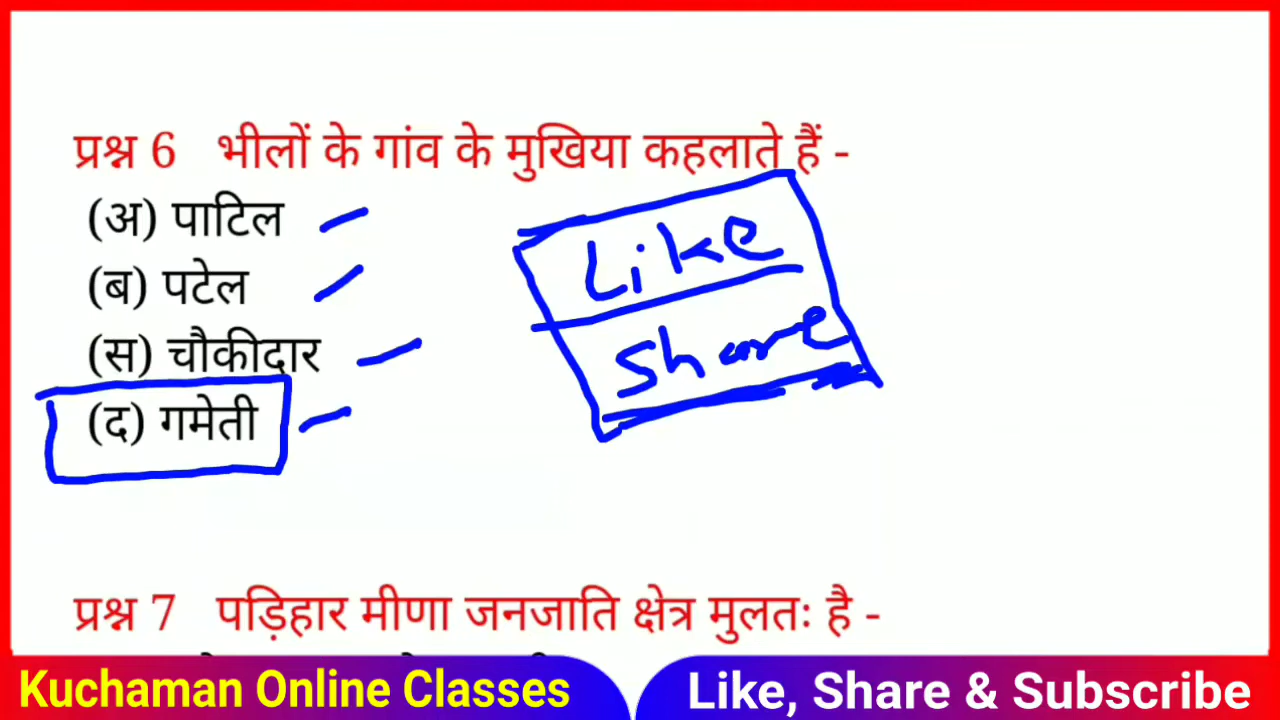 प्रश्न 6 भीलों के गांव के मुखिया कहलाते हैं -
(अ) पाटिल
(ब) पटेल
(स) चौकीदार
(द) गमेती
Like
Share
प्रश्न 7 पड़िहार मीणा जनजाति क्षेत्र मुलतः है -
Kuchaman Online Classes
Like, Share & Subscribe